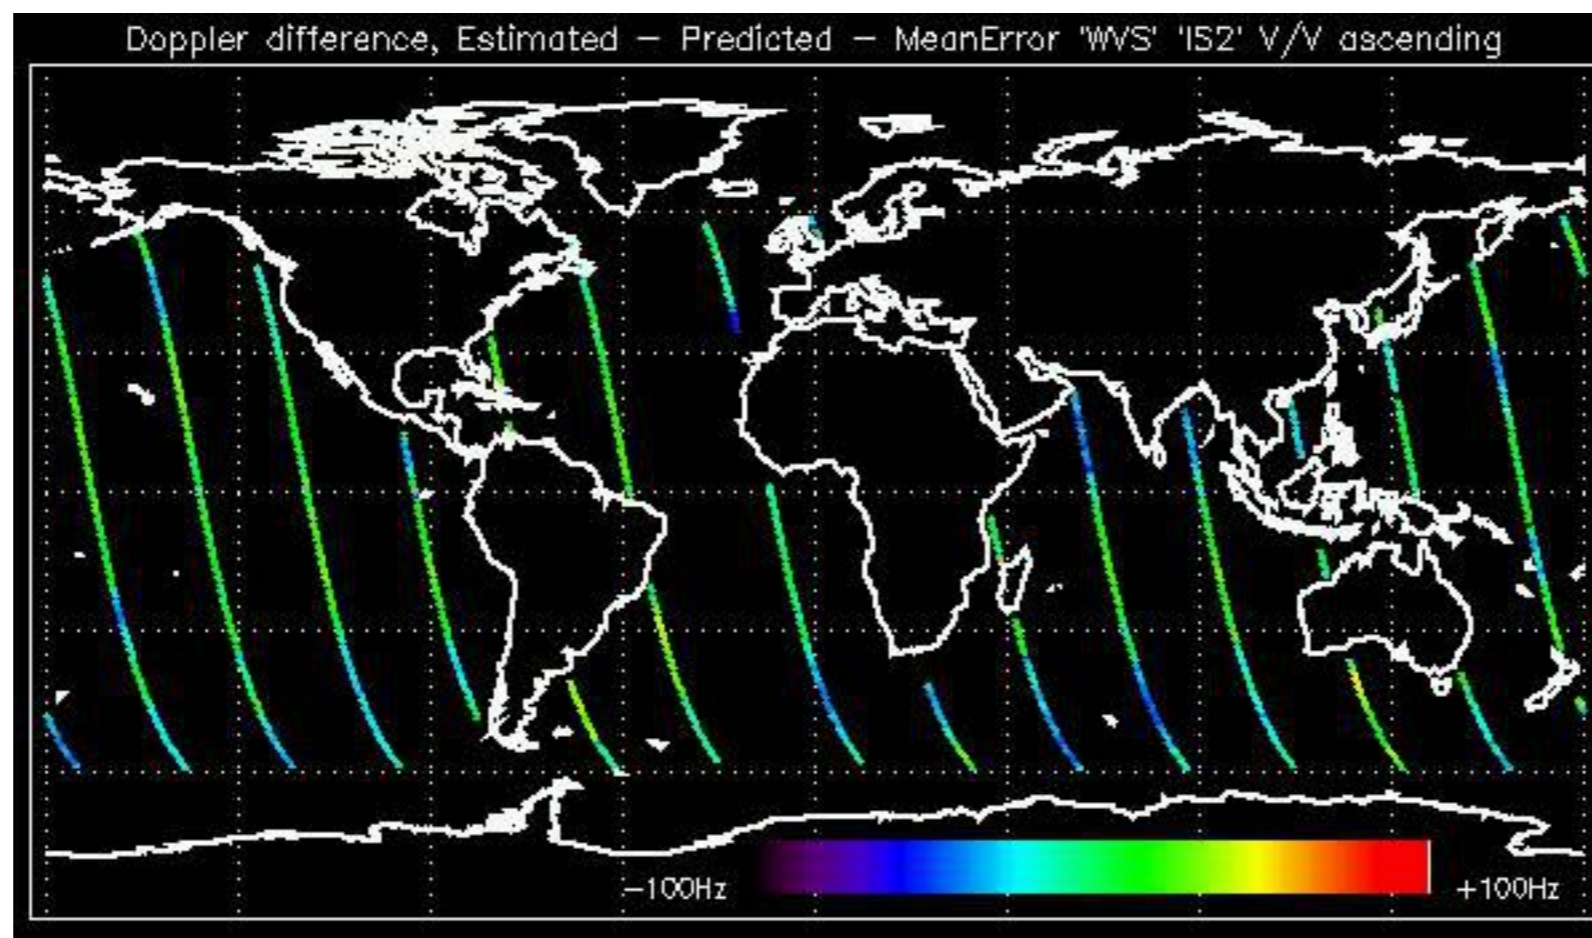 Doppler difference, Estimated – Predicted – MeanError 'WVS' 'IS2' V/V ascending
–100Hz
+100Hz